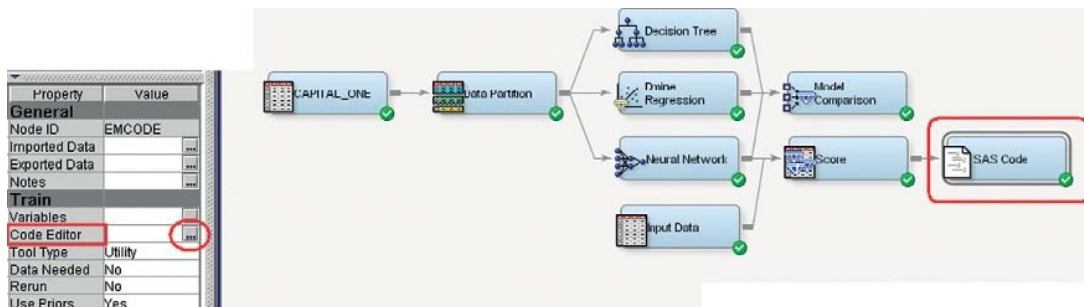 Property Value
General
Node ID EMCODE
Imported Data ...
Exported Data ...
Notes ...
Train
Variables
Code Editor ...
Tool Type Utility
Data Needed No
Rerun No
Use Priors Yes
Decision Tree
CAPITAL_ONE
Data Partition
Dmine
Regression
Model
Comparison
Neural Network
Score
SAS Code
Input Data